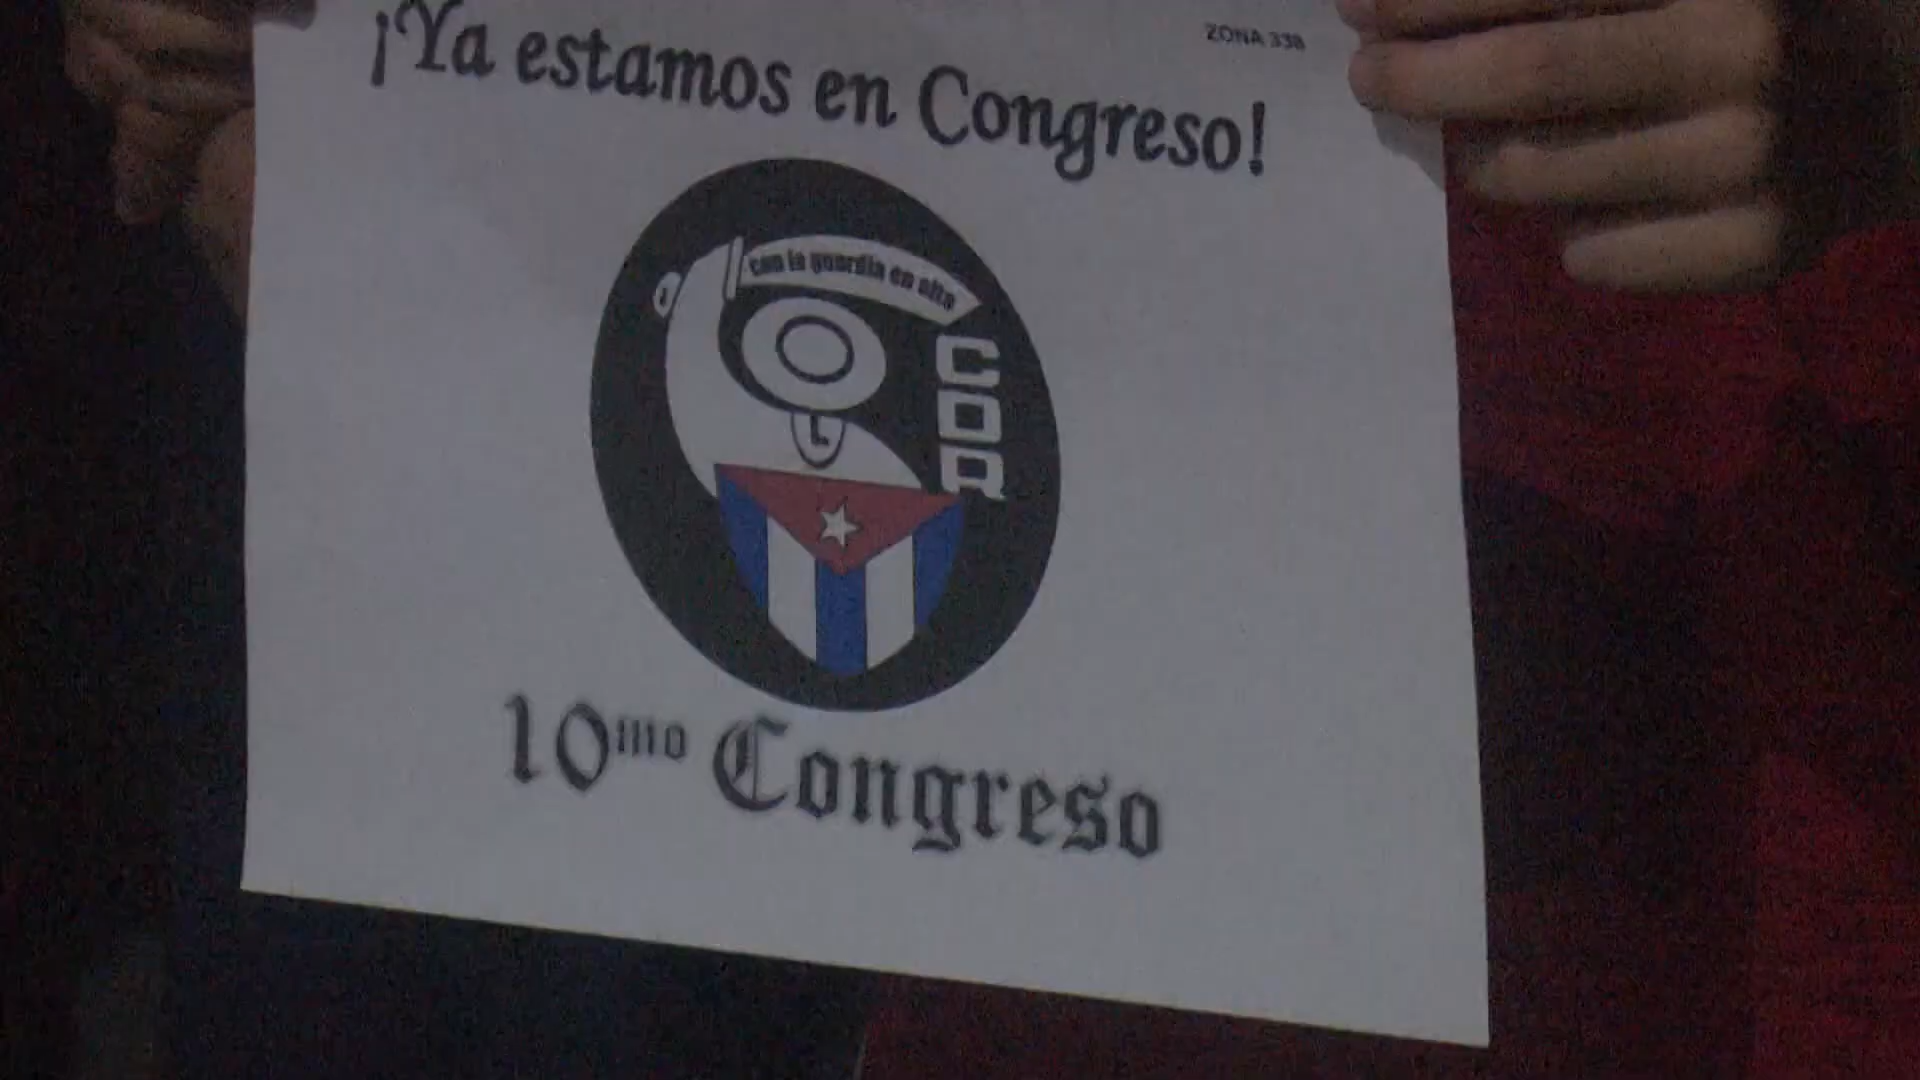 ZONA 338
¡Ya estamos en Congreso!
con la guardia en alto
CDR
10mo Congreso